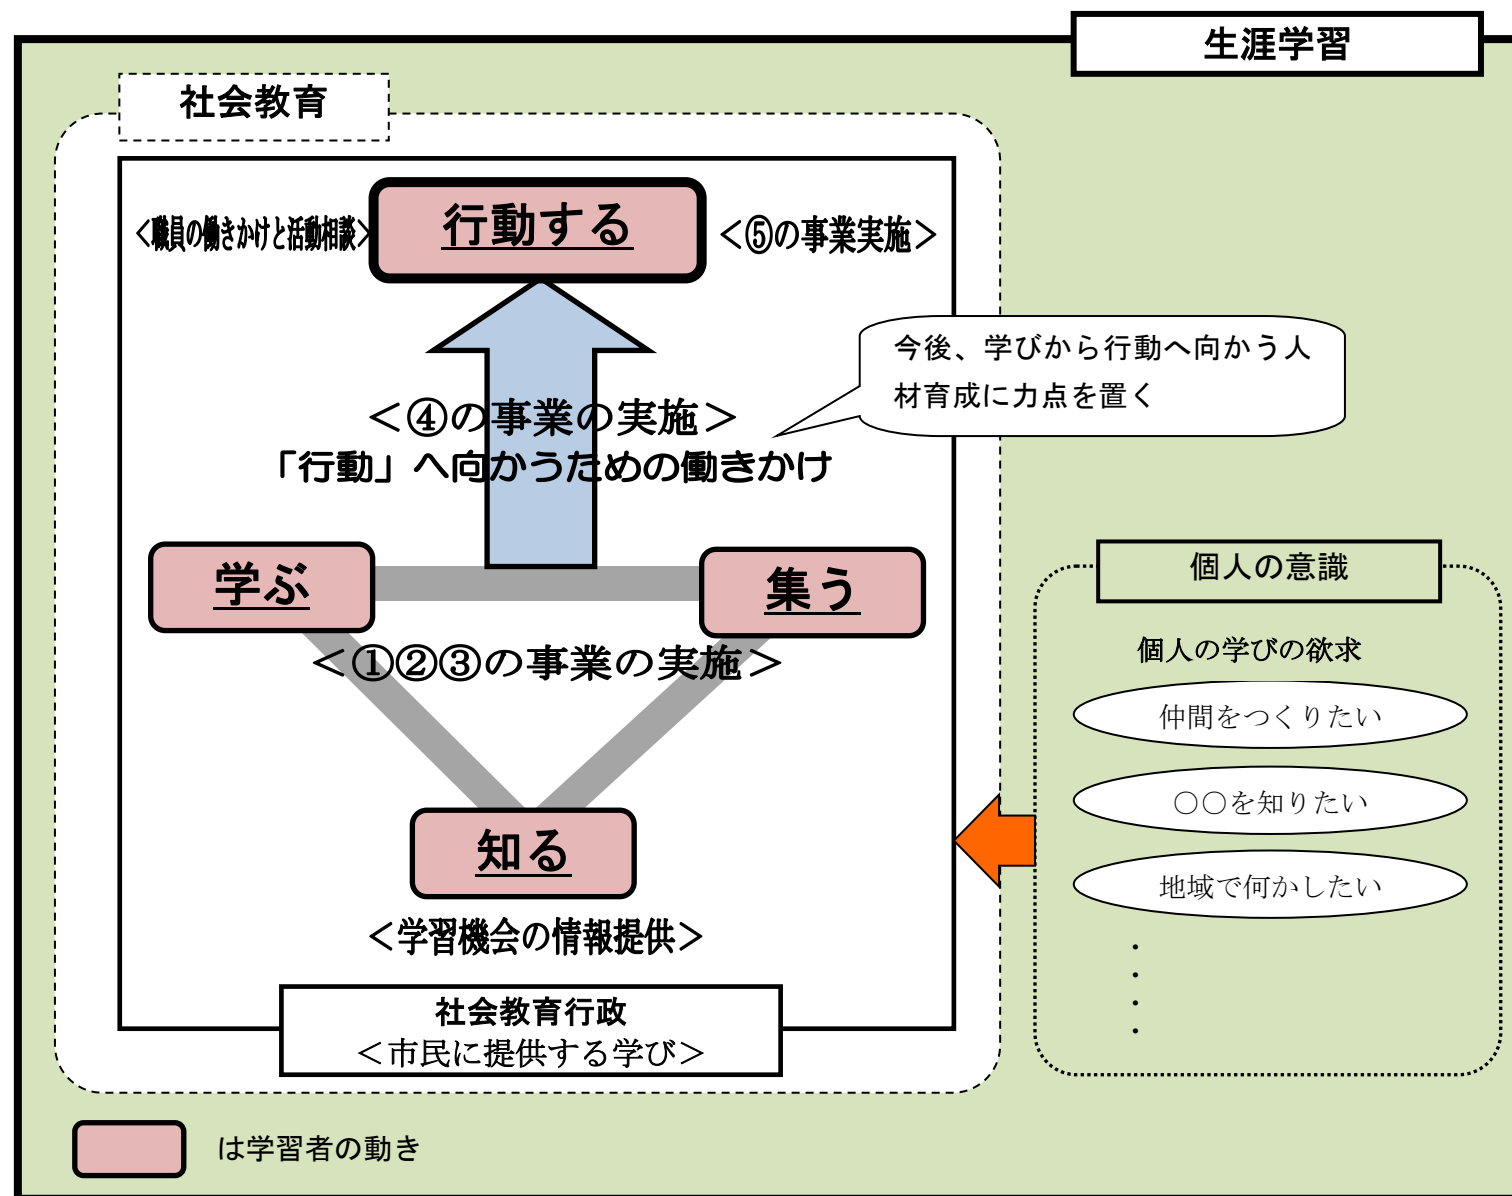 生涯学習
社会教育
<職員の働きかけと活動相談>
行動する
<⑤の事業実施>
今後、学びから行動へ向かう人
材育成に力点を置く
<④の事業の実施>
「行動」へ向かうための働きかけ
学ぶ
集う
<①②③の事業の実施>
知る
<学習機会の情報提供>
社会教育行政
<市民に提供する学び>
個人の意識
個人の学びの欲求
仲間をつくりたい
○○を知りたい
地域で何かしたい
・
・
・
・
は学習者の動き